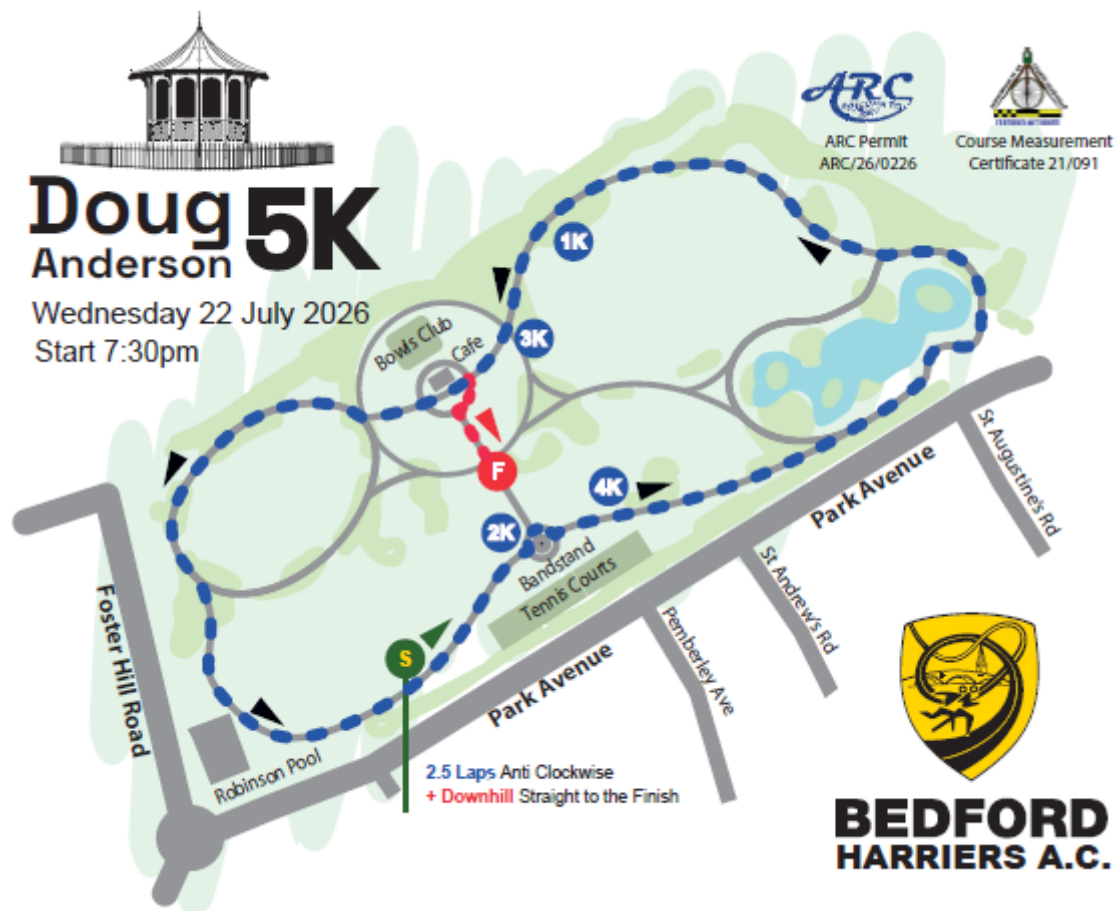 Doug 5K
Anderson
Wednesday 22 July 2026
Start 7:30pm
ARC
ARC Permit
ARC/26/0226
Course Measurement
Certificate 21/091
1K
3K
Bowls Club
Cafe
F
4K
2K
Bandstand
Tennis Courts
S
Park Avenue
Park Avenue
St Augustine's Rd
St Andrew's Rd
Pemberley Ave
Foster Hill Road
Robinson Pool
2.5 Laps Anti Clockwise
+ Downhill Straight to the Finish
BEDFORD
HARRIERS A.C.